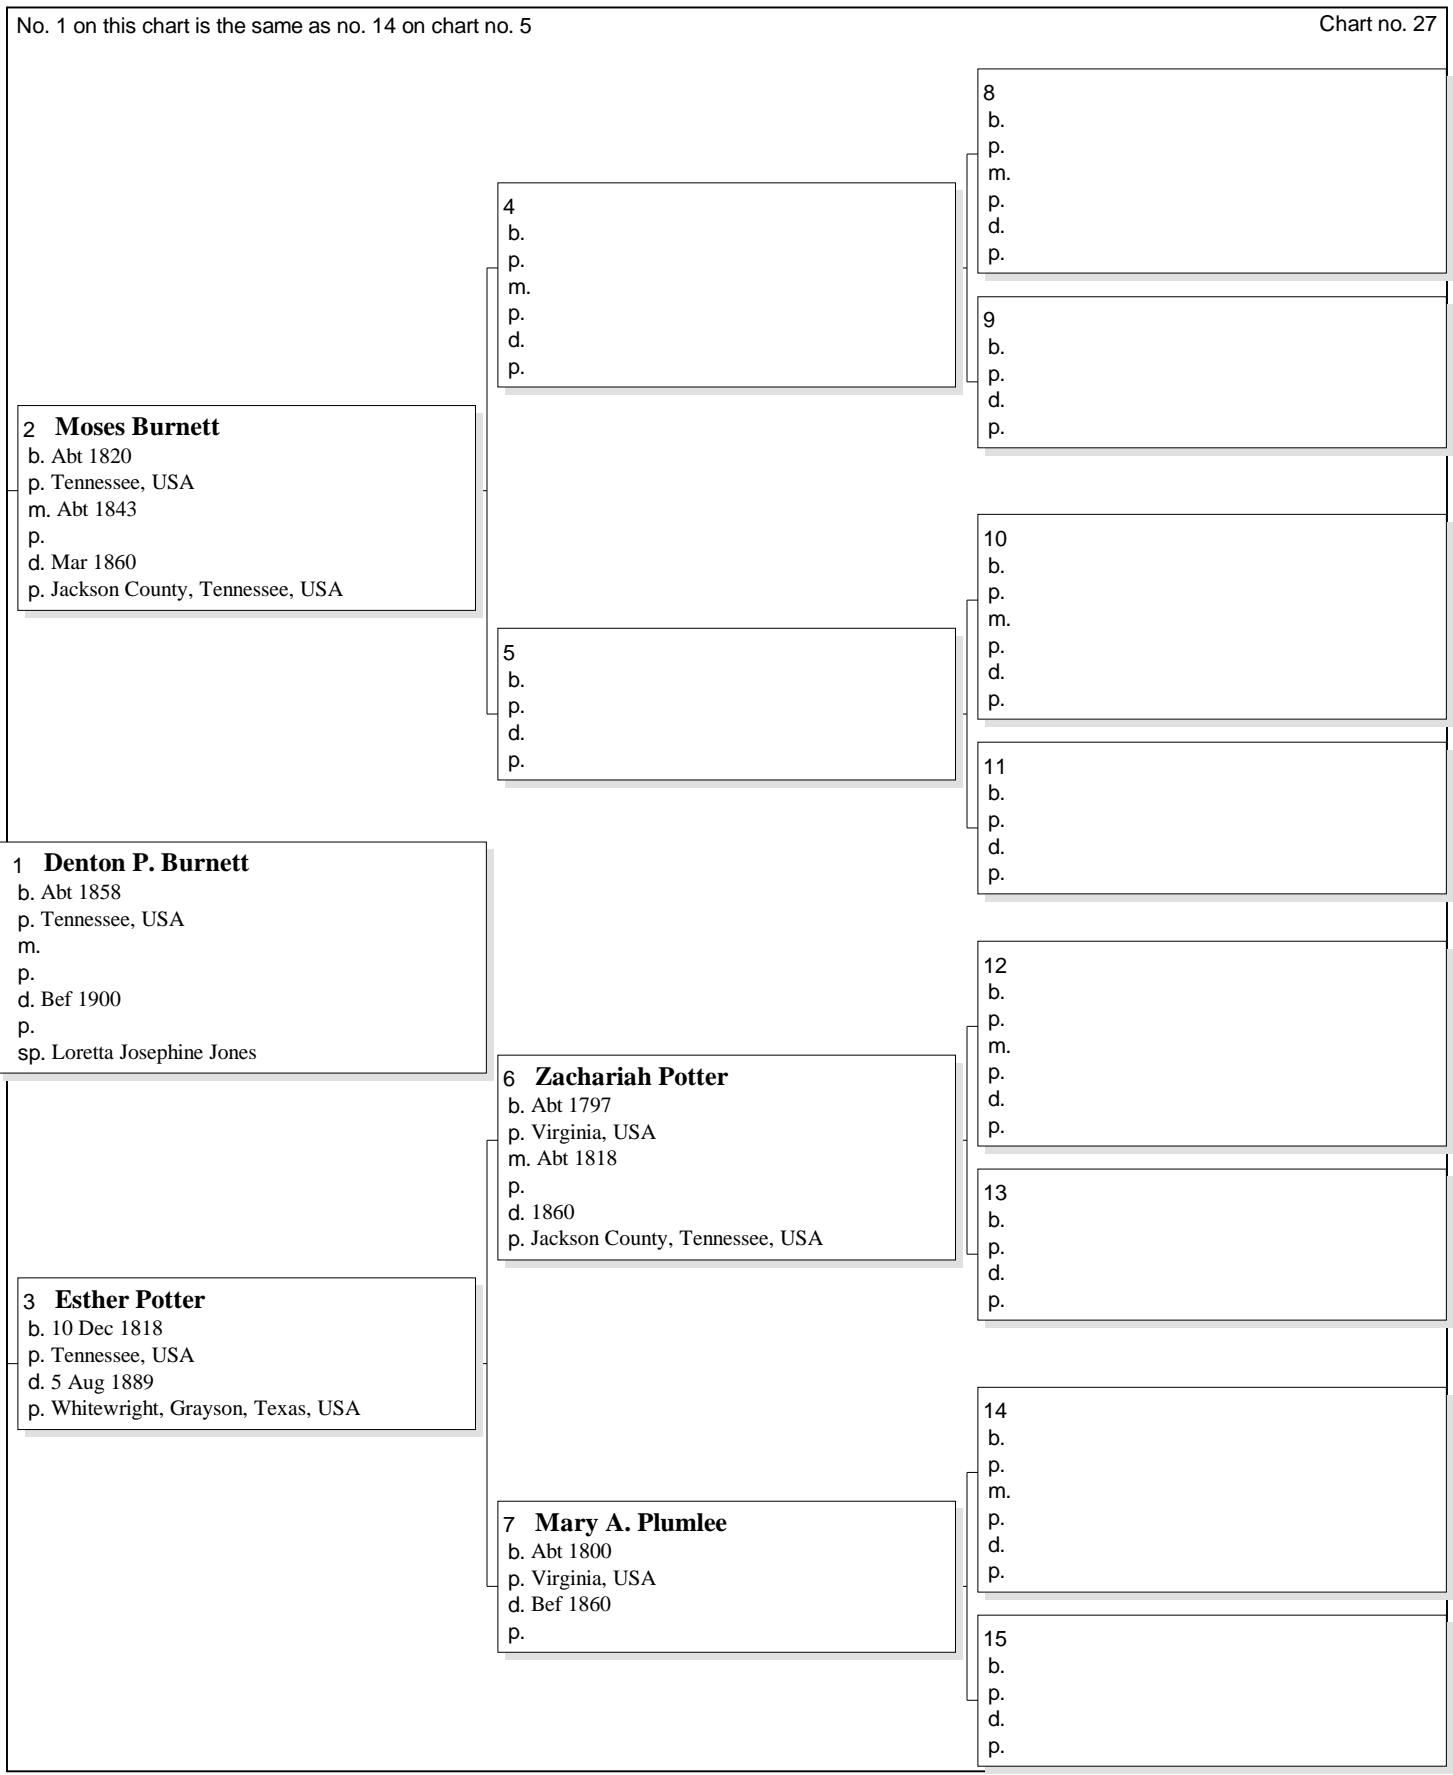 No. 1 on this chart is the same as no. 14 on chart no. 5
Chart no. 27
8
b.
p.
m.
p.
d.
p.
4
b.
p.
m.
p.
d.
p.
9
b.
p.
d.
p.
2 Moses Burnett
b. Abt 1820
p. Tennessee, USA
m. Abt 1843
p.
d. Mar 1860
p. Jackson County, Tennessee, USA
10
b.
p.
m.
p.
d.
p.
5
b.
p.
d.
p.
11
b.
p.
d.
p.
1 Denton P. Burnett
b. Abt 1858
p. Tennessee, USA
m.
p.
d. Bef 1900
p.
sp. Loretta Josephine Jones
12
b.
p.
m.
p.
d.
p.
6 Zachariah Potter
b. Abt 1797
p. Virginia, USA
m. Abt 1818
p.
d. 1860
p. Jackson County, Tennessee, USA
13
b.
p.
d.
p.
3 Esther Potter
b. 10 Dec 1818
p. Tennessee, USA
d. 5 Aug 1889
p. Whitewright, Grayson, Texas, USA
14
b.
p.
m.
p.
d.
p.
7 Mary A. Plumlee
b. Abt 1800
p. Virginia, USA
d. Bef 1860
p.
15
b.
p.
d.
p.